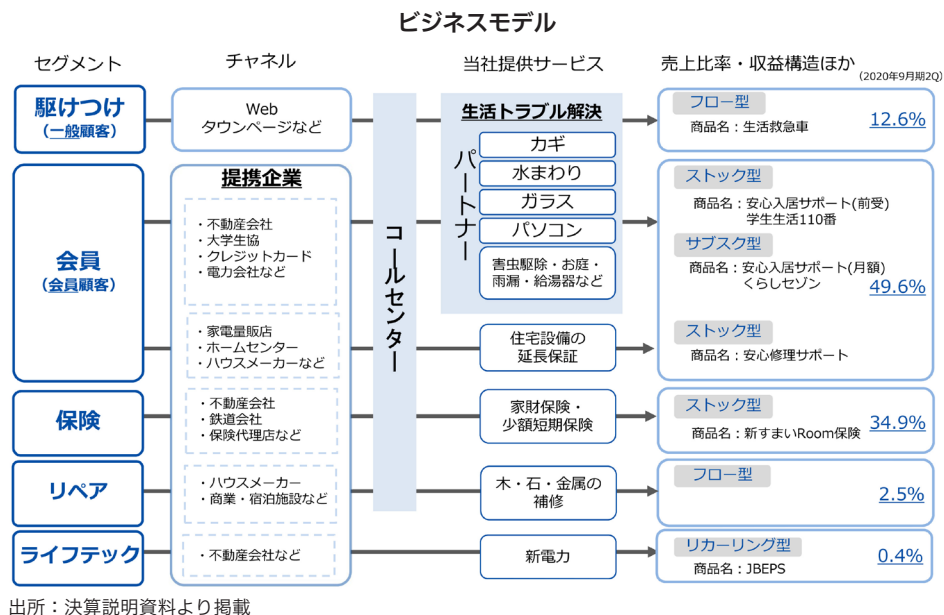 ビジネスモデル
セグメント
チャネル
当社提供サービス
売上比率・収益構造ほか
(2020年9月期2Q)
駆けつけ
(一般顧客)
Web
タウンページなど
コールセンター
生活トラブル解決
パートナー
カギ
水まわり
ガラス
パソコン
害虫駆除・お庭・
雨漏・給湯器など
フロー型
商品名：生活救急車
12.6%
会員
(会員顧客)
提携企業
・不動産会社
・大学生協
・クレジットカード
・電力会社など
・家電量販店
・ホームセンター
・ハウスメーカーなど
住宅設備の
延長保証
ストック型
商品名：安心入居サポート(前受)
学生生活110番
サブスク型
商品名：安心入居サポート(月額)
くらしセゾン
49.6%
ストック型
商品名：安心修理サポート
保険
・不動産会社
・鉄道会社
・保険代理店など
家財保険・
少額短期保険
ストック型
商品名：新すまいRoom保険
34.9%
リペア
・ハウスメーカー
・商業・宿泊施設など
木・石・金属の
補修
フロー型
2.5%
ライフテック
・不動産会社など
新電力
リカーリング型
商品名：JBEPS
0.4%
出所：決算説明資料より掲載